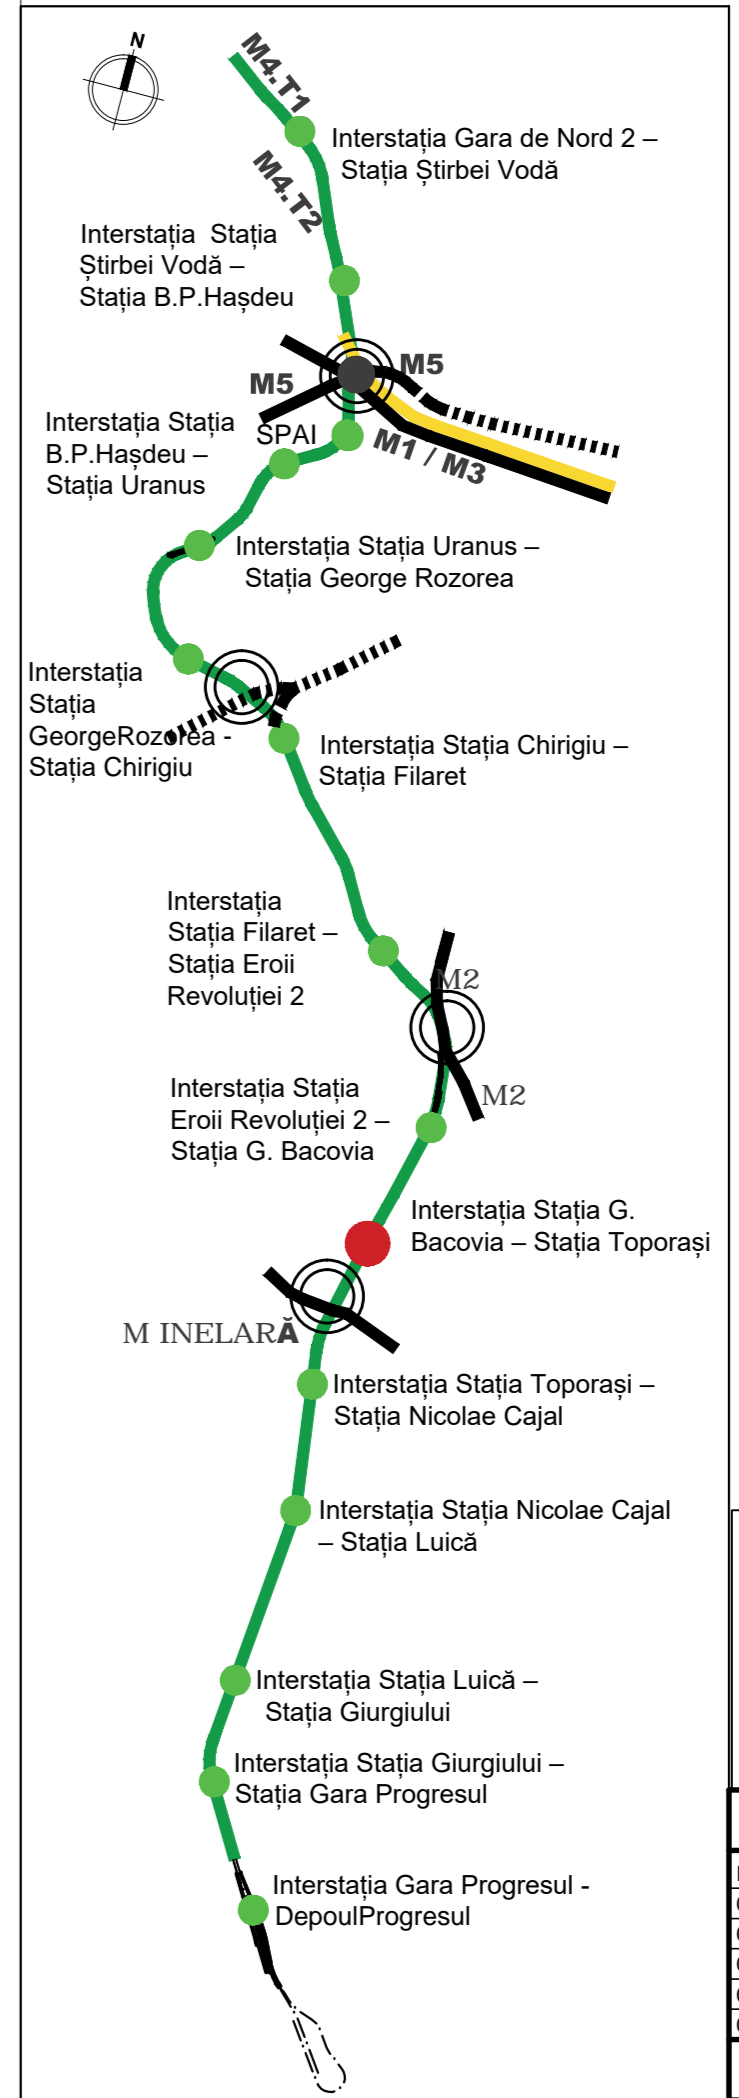 N
M4.T1
Interstația Gara de Nord 2 –
Stația Știrbei Vodă
M4.T2
Interstația Stația
Știrbei Vodă –
Stația B.P.Hașdeu
M5
M5
Interstația Stația
B.P.Hașdeu –
Stația Uranus
SPAI
M1 / M3
Interstația Stația Uranus –
Stația George Rozorea
Interstația
Stația
GeorgeRozorea -
Stația Chirigiu
Interstația Stația Chirigiu –
Stația Filaret
Interstația
Stația Filaret –
Stația Eroii
Revoluției 2
M2
M2
Interstația Stația
Eroii Revoluției 2 –
Stația G. Bacovia
Interstația Stația G.
Bacovia – Stația Toporași
M INELARĂ
Interstația Stația Toporași –
Stația Nicolae Cajal
Interstația Stația Nicolae Cajal
– Stația Luică
Interstația Stația Luică –
Stația Giurgiului
Interstația Stația Giurgiului –
Stația Gara Progresul
Interstația Gara Progresul -
DepoulProgresul